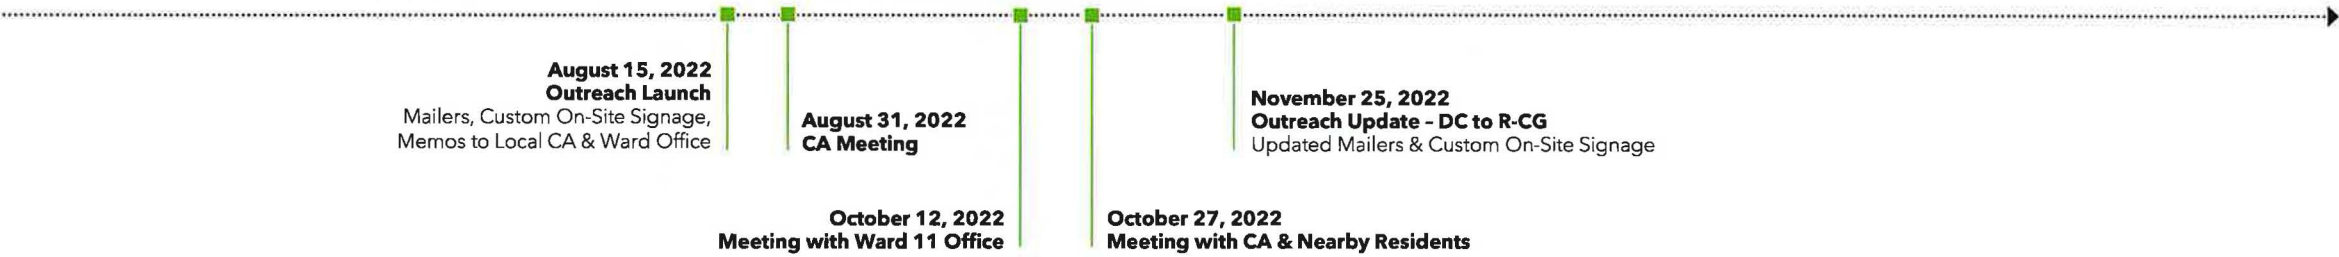 August 15, 2022
Outreach Launch
Mailers, Custom On-Site Signage,
Memos to Local CA & Ward Office
August 31, 2022
CA Meeting
October 12, 2022
Meeting with Ward 11 Office
October 27, 2022
Meeting with CA & Nearby Residents
November 25, 2022
Outreach Update – DC to R-CG
Updated Mailers & Custom On-Site Signage